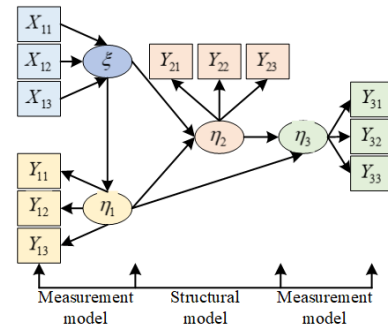 X₁₁
X₁₂
X₁₃
ξ
Y₂₁ Y₂₂ Y₂₃
η₂
η₃
Y₃₁
Y₃₂
Y₃₃
Y₁₁
Y₁₂
Y₁₃
η₁
Measurement model
Structural model
Measurement model